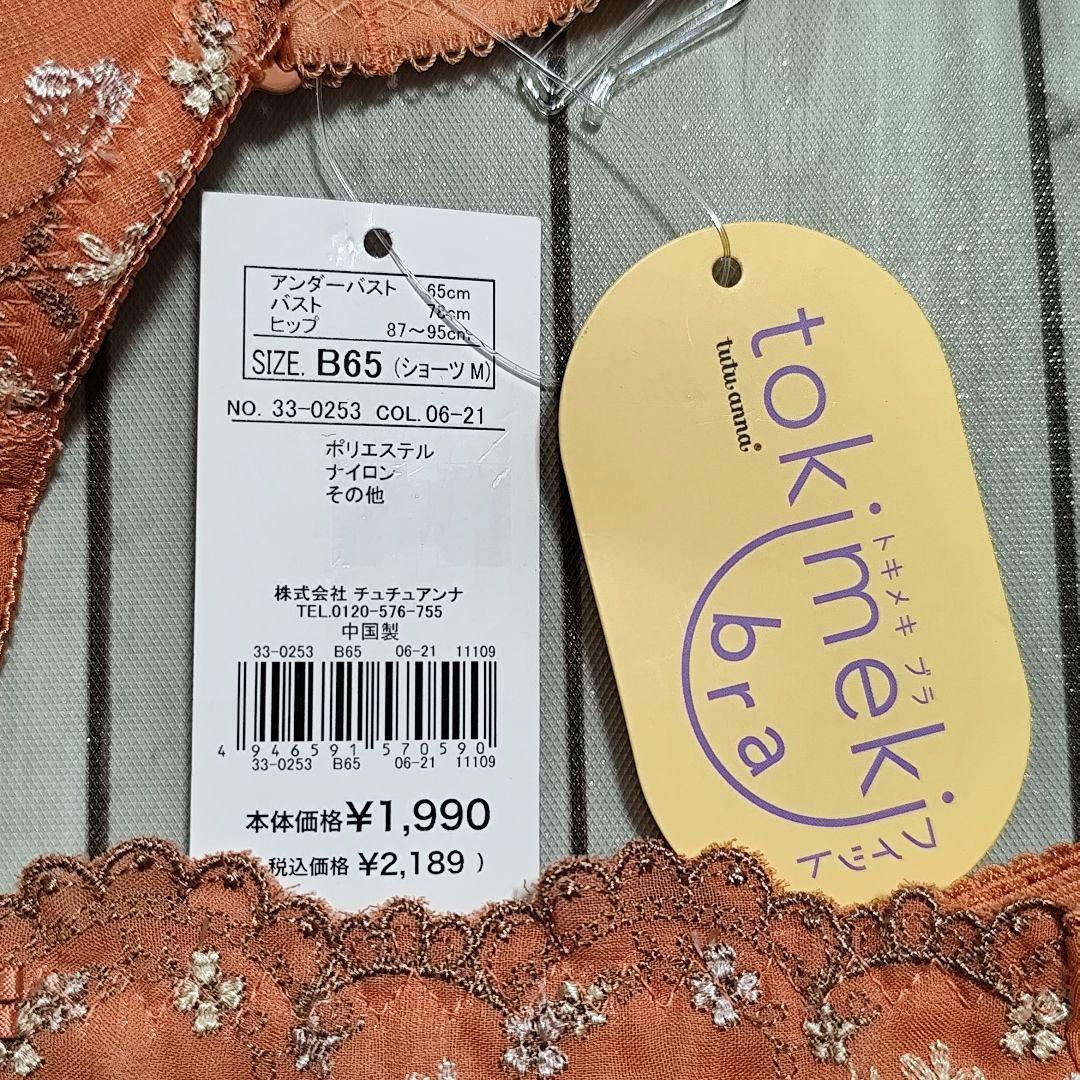 アンダーバスト 65cm
バスト 78cm
ヒップ 87～95cm
SIZE. B65 (ショーツ M)
NO. 33-0253 COL. 06-21
ポリエステル
ナイロン
その他
株式会社 チュチュアンナ
TEL.0120-576-755
中国製
33-0253 B65 06-21 11109
4 946591 570590
33-0253 B65 06-21 11109
本体価格¥1,990
税込価格 ¥2,189 )
tokimeki
tutu anna®
トキメキ ブラ
bra
フィット